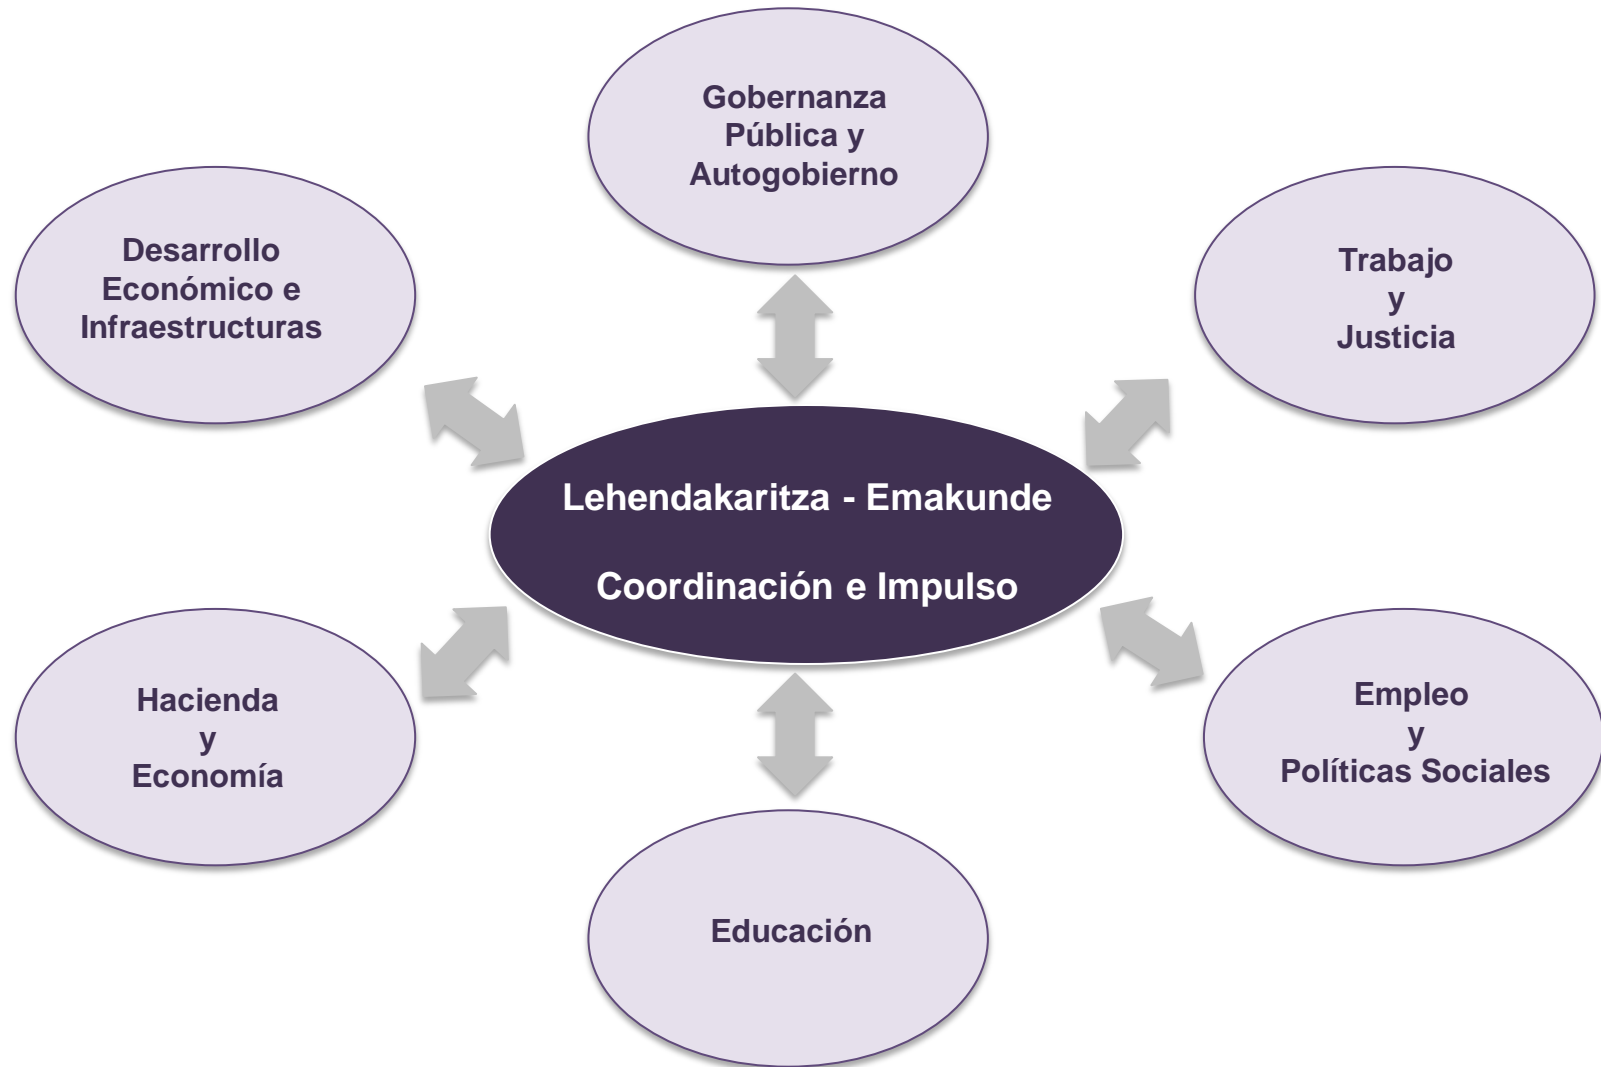 Gobernanza
Pública y
Autogobierno
Desarrollo
Económico e
Infraestructuras
Trabajo
y
Justicia
Lehendakaritza - Emakunde
Coordinación e Impulso
Hacienda
y
Economía
Empleo
y
Políticas Sociales
Educación